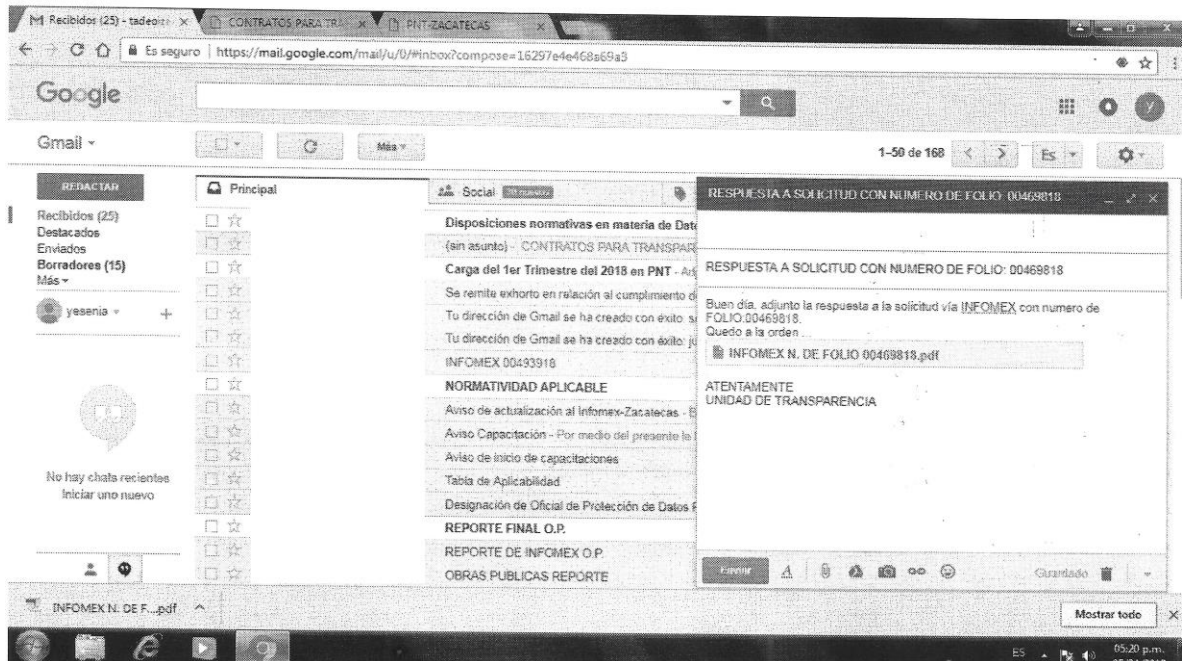 Recibidos (25) - tadeo
CONTRATOS PARA TRA
PNT-ZACATECAS
Es seguro https://mail.google.com/mail/u/0/#inbox?compose=16297e4e468a69a3
Google
Gmail
Más
1–50 de 168
Es
REDACTAR
Recibidos (25)
Destacados
Enviados
Borradores (15)
Más
yesenia
No hay chats recientes
Iniciar uno nuevo
Principal
Social
Disposiciones normativas en materia de Dat
(sin asunto) - CONTRATOS PARA TRANSPAR
Carga del 1er Trimestre del 2018 en PNT
Se remite exhorto en relación al cumplimiento d
Tu dirección de Gmail se ha creado con éxito:
Tu dirección de Gmail se ha creado con éxito: ju
INFOMEX 00493918
NORMATIVIDAD APLICABLE
Aviso de actualización al Infomex-Zacatecas
Aviso Capacitación - Por medio del presente le
Aviso de inicio de capacitaciones
Tabla de Aplicabilidad
Designación de Oficial de Protección de Datos
REPORTE FINAL O.P.
REPORTE DE INFOMEX O.P.
OBRAS PUBLICAS REPORTE
RESPUESTA A SOLICITUD CON NUMERO DE FOLIO: 00469818
RESPUESTA A SOLICITUD CON NUMERO DE FOLIO: 00469818
Buen día, adjunto la respuesta a la solicitud vía INFOMEX con numero de
FOLIO:00469818.
Quedo a la orden...
INFOMEX N. DE FOLIO 00469818.pdf
ATENTAMENTE
UNIDAD DE TRANSPARENCIA
Enviar
Guardado
INFOMEX N. DE F...pdf
Mostrar todo
ES
05:20 p.m.